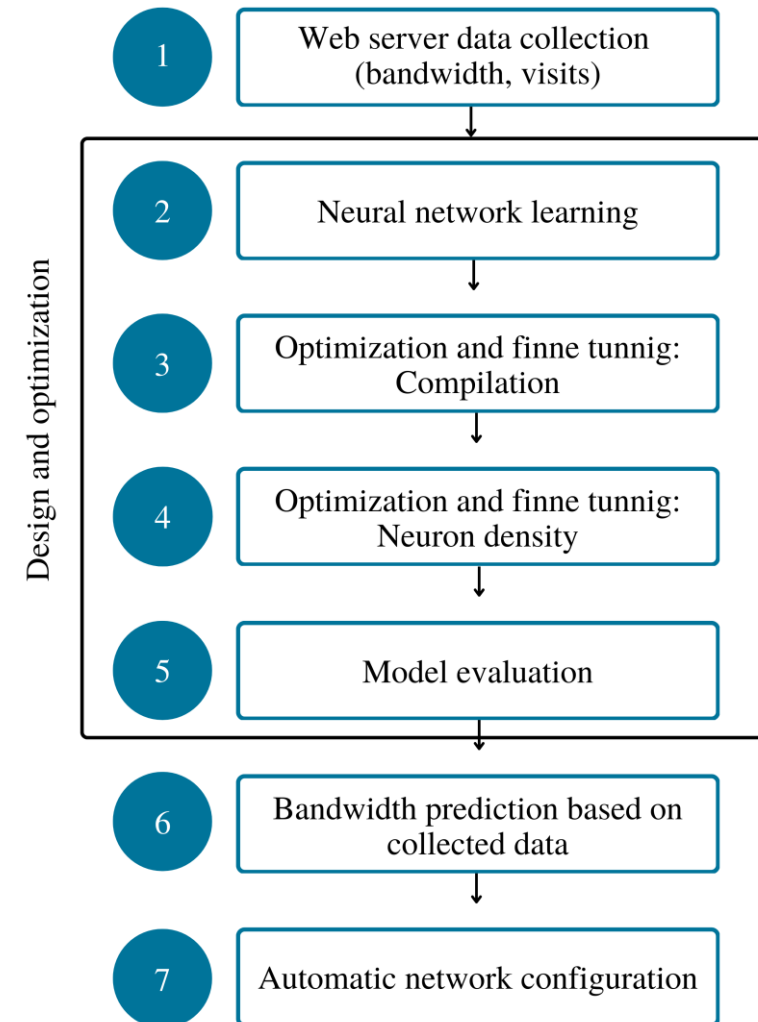 1
Web server data collection
(bandwidth, visits)
Design and optimization
2
Neural network learning
3
Optimization and finne tunnig:
Compilation
4
Optimization and finne tunnig:
Neuron density
5
Model evaluation
6
Bandwidth prediction based on
collected data
7
Automatic network configuration